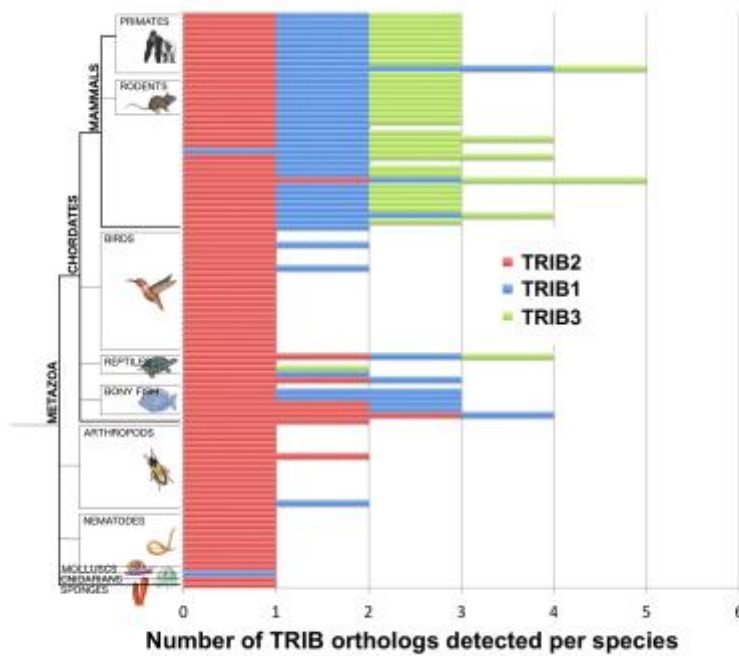 PRIMATES
RODENTS
MAMMALS
CHORDATES
BIRDS
METAZOA
REPTILES
BONY FISH
ARTHROPODS
NEMATODES
MOLLUSCS
CNIDARIANS
SPONGES
TRIB2
TRIB1
TRIB3
0 1 2 3 4 5 6
Number of TRIB orthologs detected per species